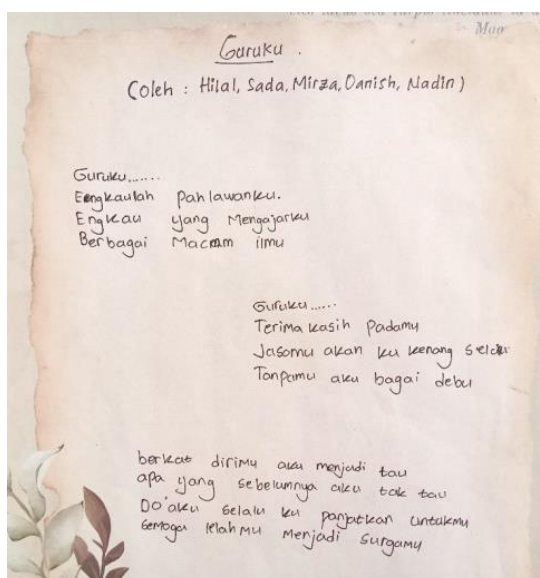 Mao
Guruku.
(oleh : Hilal, Sada, Mirza, Danish, Nadin)
Guruku.......
Engkaulah Pahlawanku.
Engkau yang Mengajarku
Berbagai Macam ilmu
Guruku......
Terima kasih Padamu
Jasamu akan ku kenang Selalu
Tanpamu aku bagai debu
berkat dirimu aku menjadi tau
apa yang sebelumnya aku tak tau
Do'aku selalu ku panjatkan untukmu
semoga lelahmu menjadi surgamu